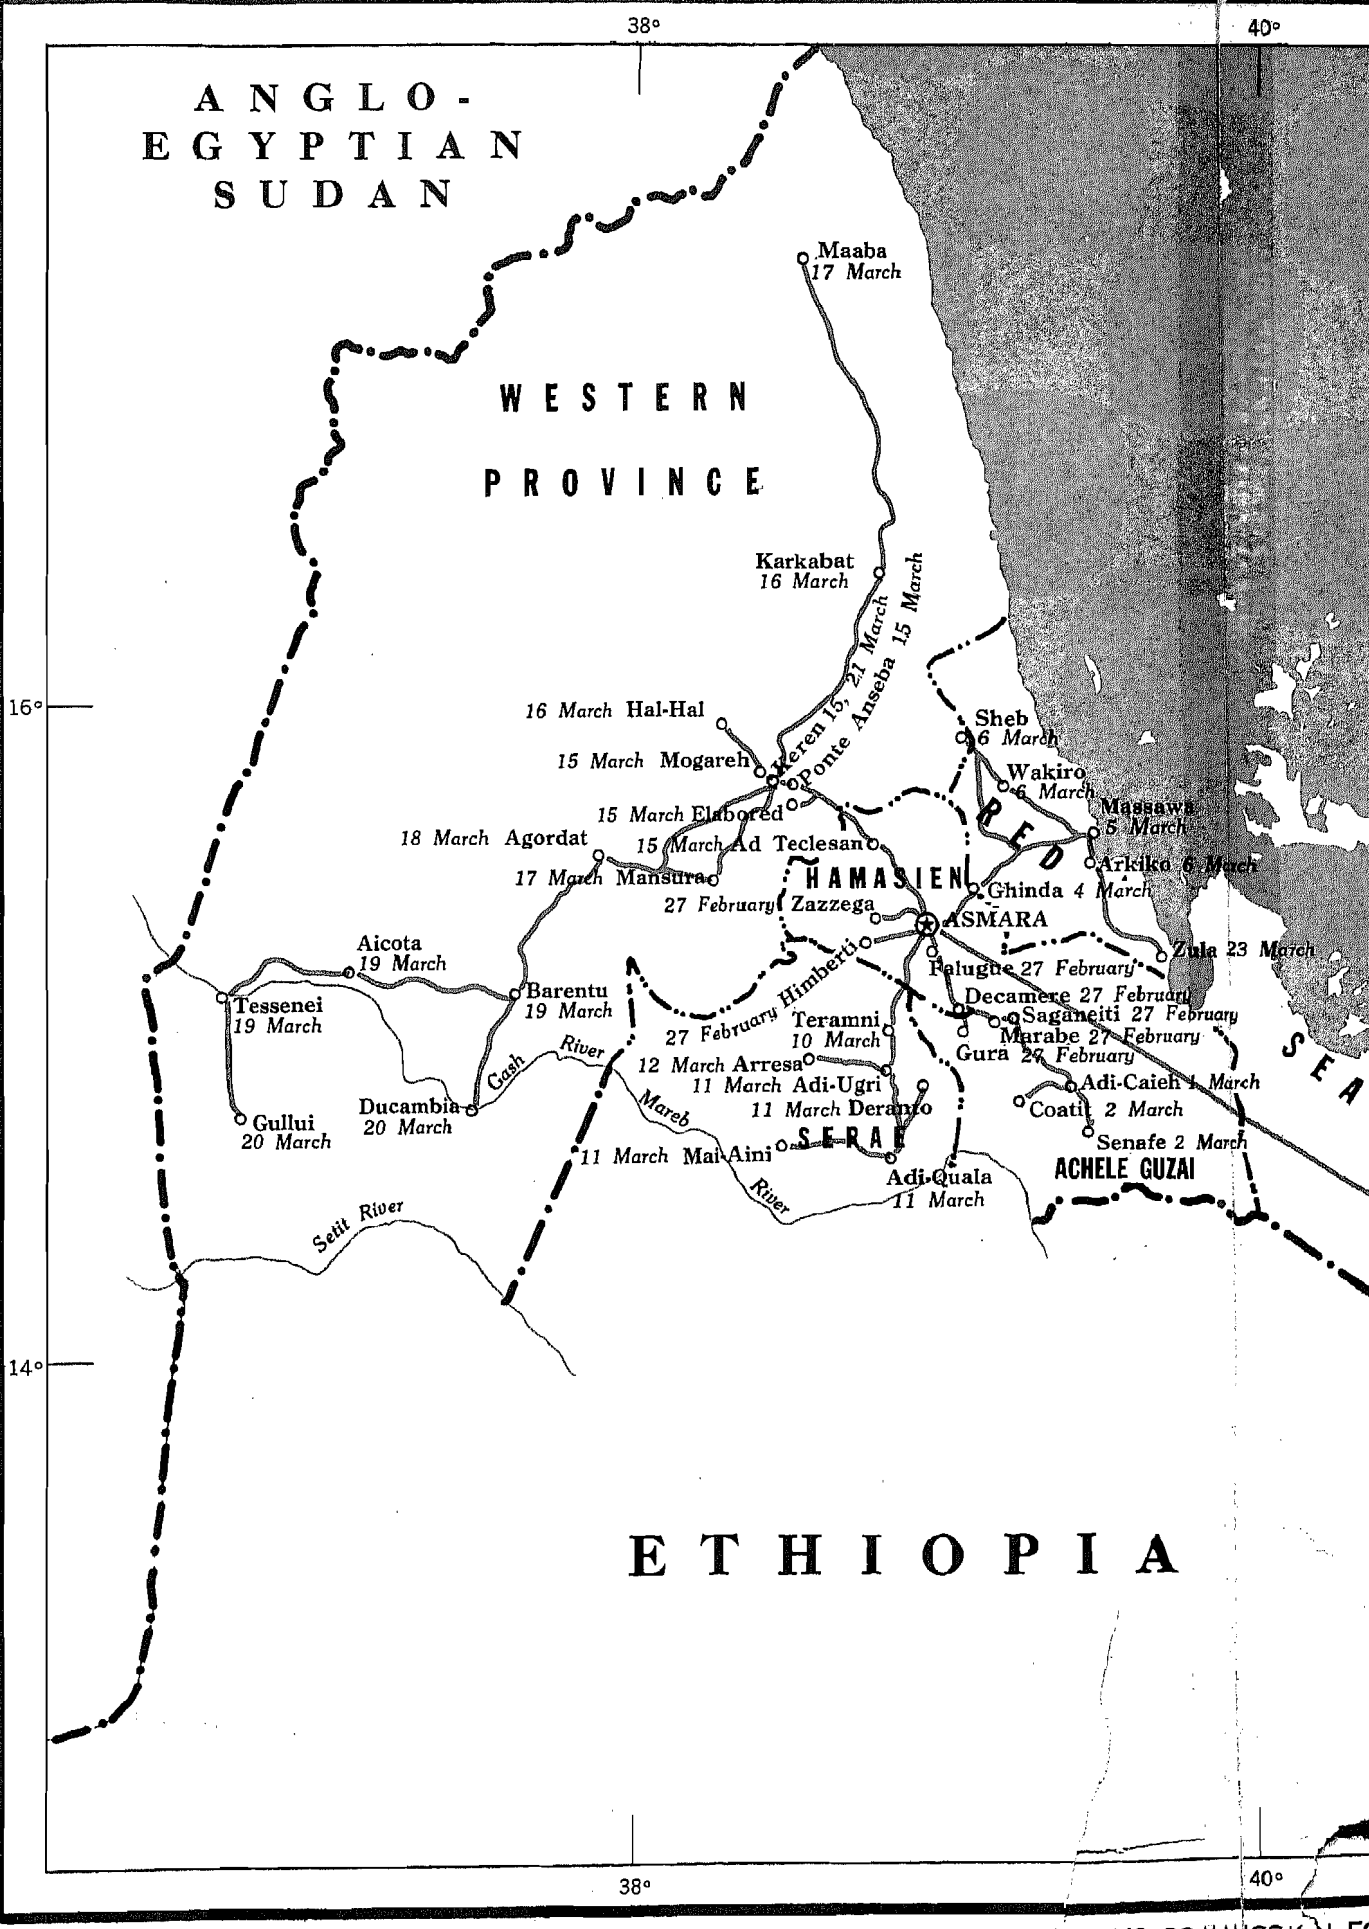 38°
40°
ANGLO-
EGYPTIAN
SUDAN
Maaba
17 March
WESTERN
PROVINCE
Karkabat
16 March
Keren 15, 21 March
Ponte Anseba 15 March
16°
16 March Hal-Hal
Sheb
6 March
15 March Mogareh
Wakiro
6 March
RED
Massawa
5 March
15 March Elabored
18 March Agordat
15 March Ad Teclesan
Arkiko 6 March
17 March Mansura
HAMASIEN
Ghinda 4 March
27 February Zazzega
ASMARA
Aicota
19 March
Zula 23 March
Falugue 27 February
27 February Himberti
Tessenei
19 March
Barentu
19 March
Decamere 27 February
Saganeiti 27 February
Teramni
10 March
Marabe 27 February
Gura 27 February
SEA
Gash River
12 March Arresa
11 March Adi-Ugri
Adi-Caieh 1 March
Gullui
20 March
Ducambia
20 March
Mareb
River
11 March Deranto
Coatit 2 March
SERAE
Senafe 2 March
11 March Mai-Aini
ACHELE GUZAI
Adi-Quala
11 March
Setit River
14°
ETHIOPIA
38°
40°